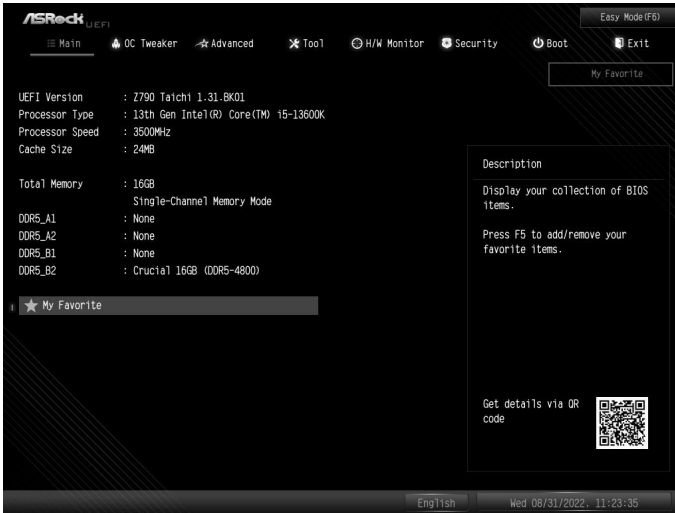 ASRock UEFI
Easy Mode(F6)
Main OC Tweaker Advanced Tool H/W Monitor Security Boot Exit
My Favorite
UEFI Version : Z790 Taichi 1.31.BK01
Processor Type : 13th Gen Intel(R) Core(TM) i5-13600K
Processor Speed : 3500MHz
Cache Size : 24MB
Total Memory : 16GB
Single-Channel Memory Mode
DDR5_A1 : None
DDR5_A2 : None
DDR5_B1 : None
DDR5_B2 : Crucial 16GB (DDR5-4800)
My Favorite
Description
Display your collection of BIOS
items.
Press F5 to add/remove your
favorite items.
Get details via QR
code
English
Wed 08/31/2022, 11:23:35